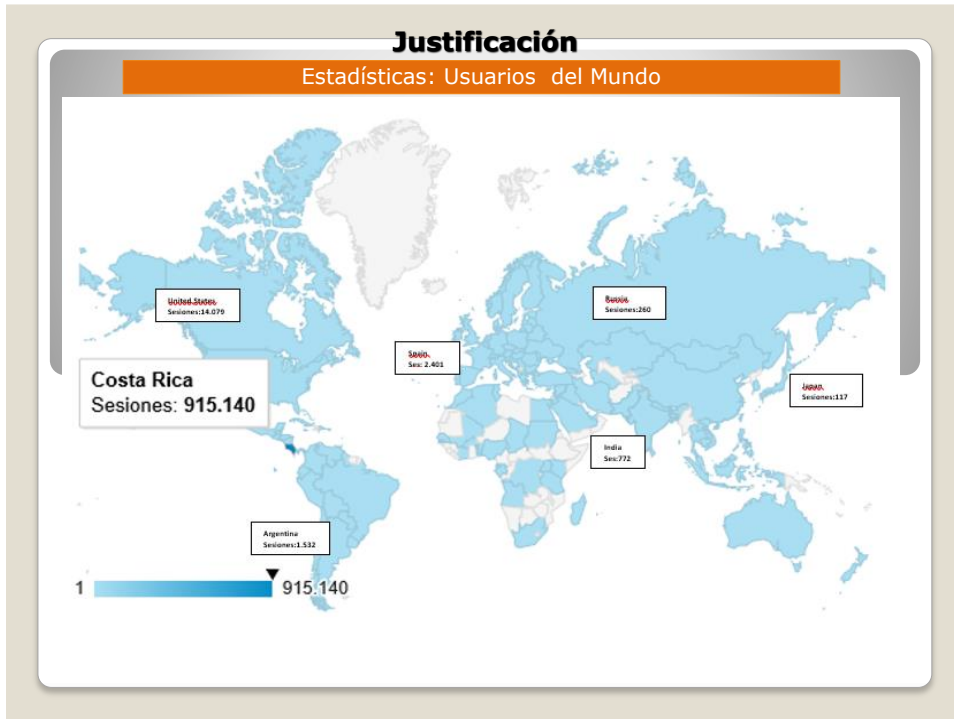 Justificación
Estadísticas: Usuarios del Mundo
United States
Sesiones:14.079
Russia
Sesiones:260
Spain
Ses: 2.401
Costa Rica
Sesiones: 915.140
Japan
Sesiones:117
India
Ses:772
Argentina
Sesiones:1.532
1
915.140